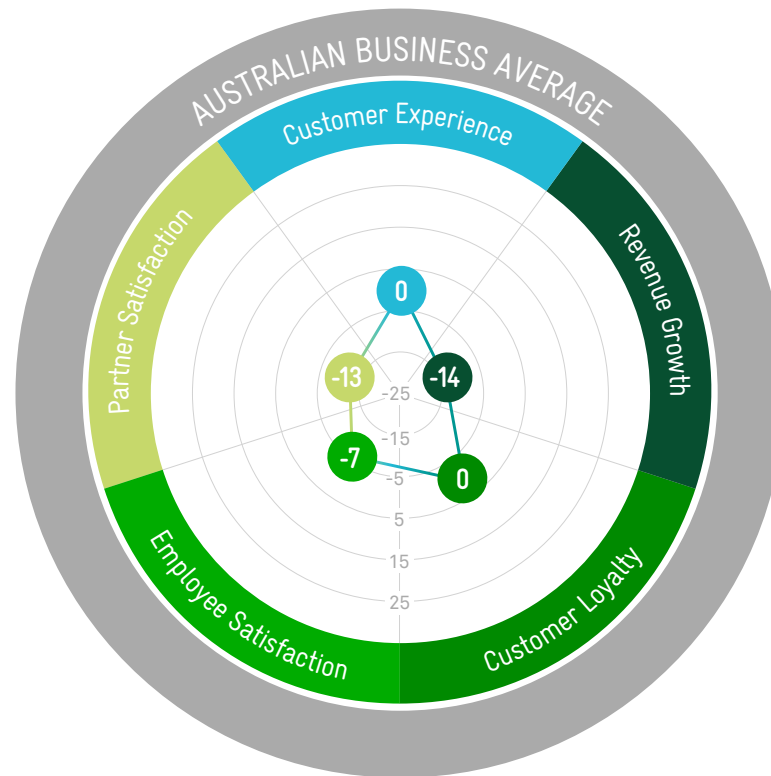 AUSTRALIAN BUSINESS AVERAGE
Customer Experience
Partner Satisfaction
Revenue Growth
0
-13
-14
-25
-15
-7
0
-5
5
15
25
Employee Satisfaction
Customer Loyalty